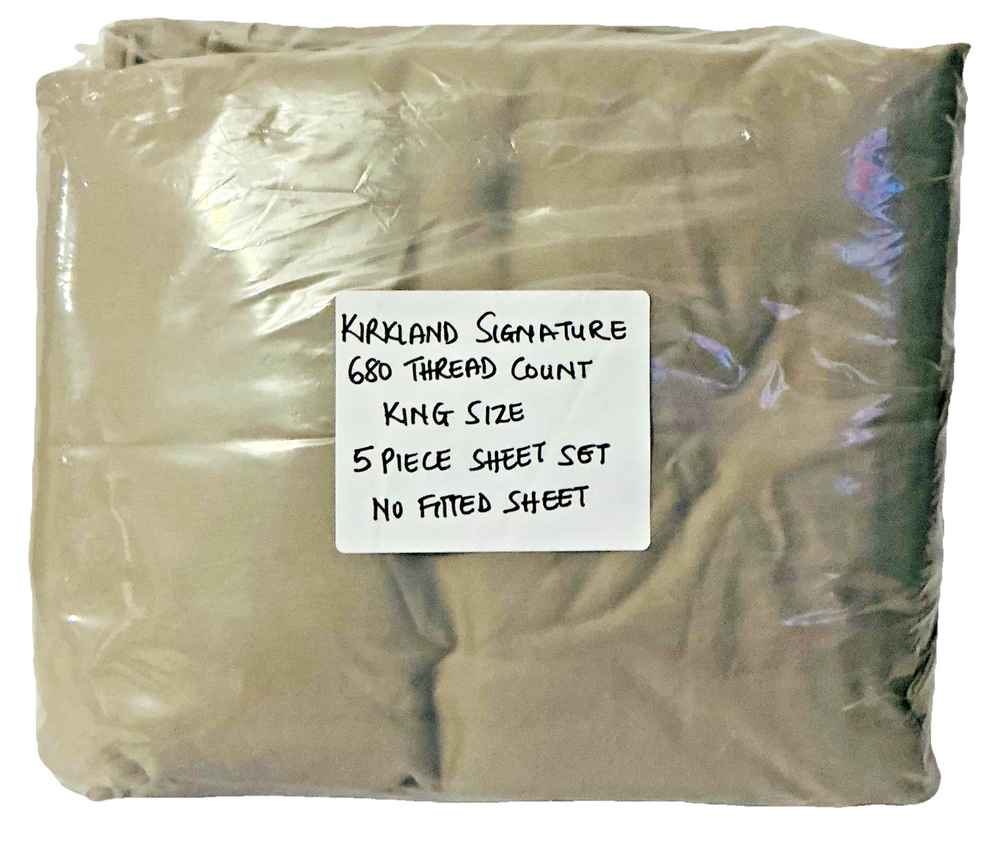 KIRKLAND SIGNATURE
680 THREAD COUNT
KING SIZE
5 PIECE SHEET SET
NO FITTED SHEET